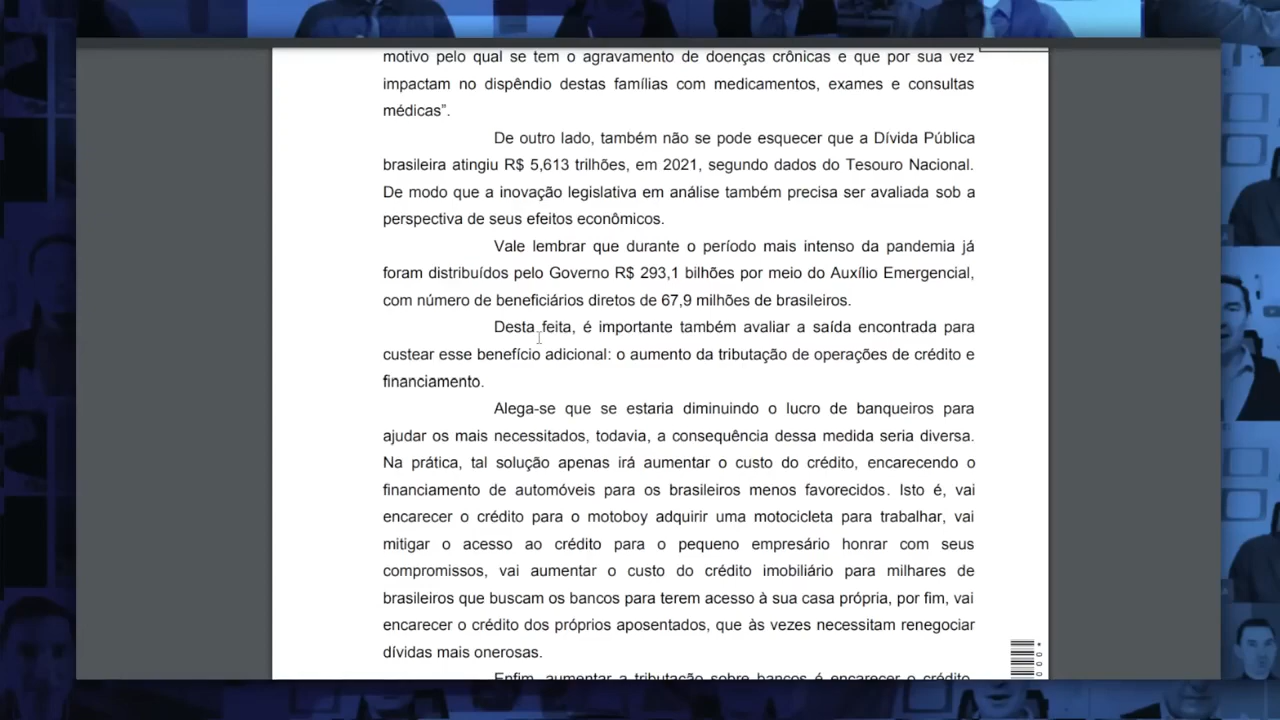 motivo pelo qual se tem o agravamento de doenças crônicas e que por sua vez
impactam no dispêndio destas famílias com medicamentos, exames e consultas
médicas”.
De outro lado, também não se pode esquecer que a Dívida Pública
brasileira atingiu R$ 5,613 trilhões, em 2021, segundo dados do Tesouro Nacional.
De modo que a inovação legislativa em análise também precisa ser avaliada sob a
perspectiva de seus efeitos econômicos.
Vale lembrar que durante o período mais intenso da pandemia já
foram distribuídos pelo Governo R$ 293,1 bilhões por meio do Auxílio Emergencial,
com número de beneficiários diretos de 67,9 milhões de brasileiros.
Desta feita, é importante também avaliar a saída encontrada para
custear esse benefício adicional: o aumento da tributação de operações de crédito e
financiamento.
Alega-se que se estaria diminuindo o lucro de banqueiros para
ajudar os mais necessitados, todavia, a consequência dessa medida seria diversa.
Na prática, tal solução apenas irá aumentar o custo do crédito, encarecendo o
financiamento de automóveis para os brasileiros menos favorecidos. Isto é, vai
encarecer o crédito para o motoboy adquirir uma motocicleta para trabalhar, vai
mitigar o acesso ao crédito para o pequeno empresário honrar com seus
compromissos, vai aumentar o custo do crédito imobiliário para milhares de
brasileiros que buscam os bancos para terem acesso à sua casa própria, por fim, vai
encarecer o crédito dos próprios aposentados, que às vezes necessitam renegociar
dívidas mais onerosas.
Enfim, aumentar a tributação sobre bancos é encarecer o crédito,